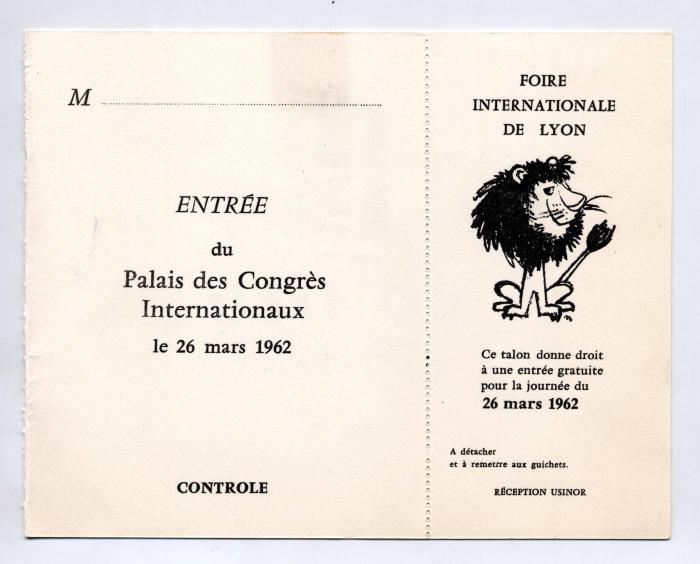 M
ENTRÉE
du
Palais des Congrès
Internationaux
le 26 mars 1962
CONTROLE
FOIRE
INTERNATIONALE
DE LYON
Ce talon donne droit
à une entrée gratuite
pour la journée du
26 mars 1962
A détacher
et à remettre aux guichets.
RÉCEPTION USINOR